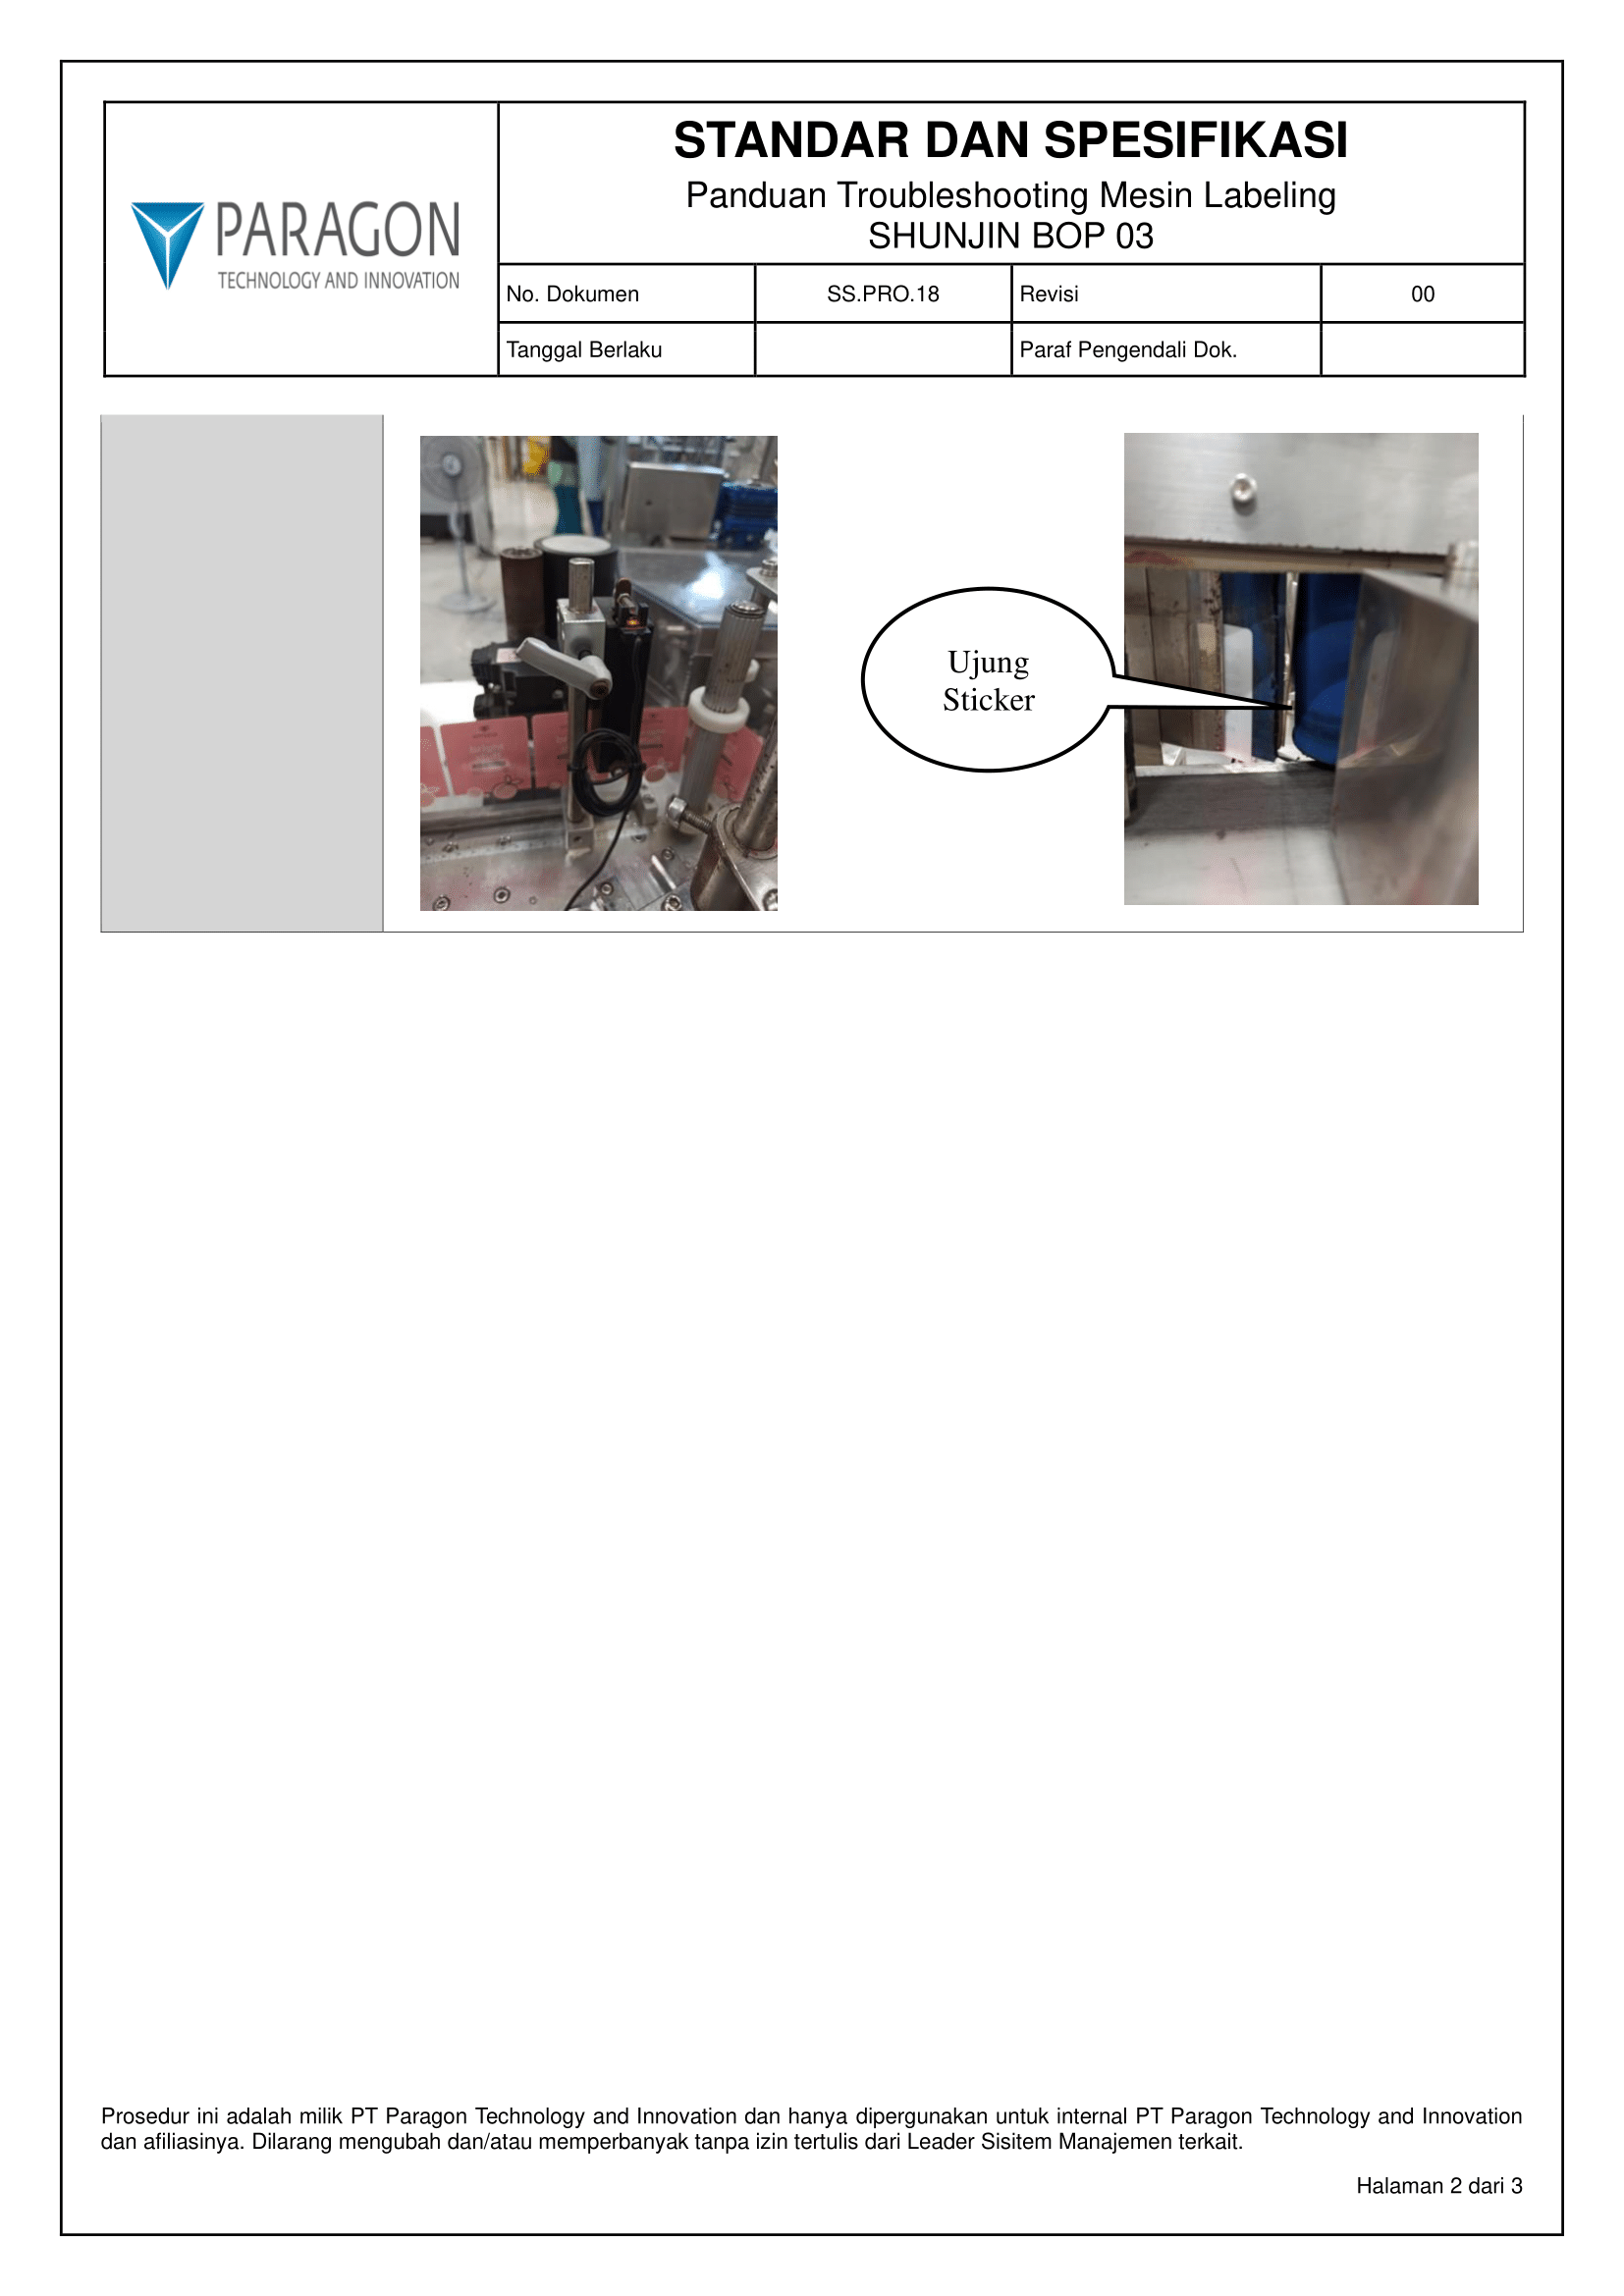 PARAGON
TECHNOLOGY AND INNOVATION
STANDAR DAN SPESIFIKASI
Panduan Troubleshooting Mesin Labeling
SHUNJIN BOP 03
No. Dokumen SS.PRO.18 Revisi 00
Tanggal Berlaku Paraf Pengendali Dok.
Ujung
Sticker
Prosedur ini adalah milik PT Paragon Technology and Innovation dan hanya dipergunakan untuk internal PT Paragon Technology and Innovation
dan afiliasinya. Dilarang mengubah dan/atau memperbanyak tanpa izin tertulis dari Leader Sisitem Manajemen terkait.
Halaman 2 dari 3